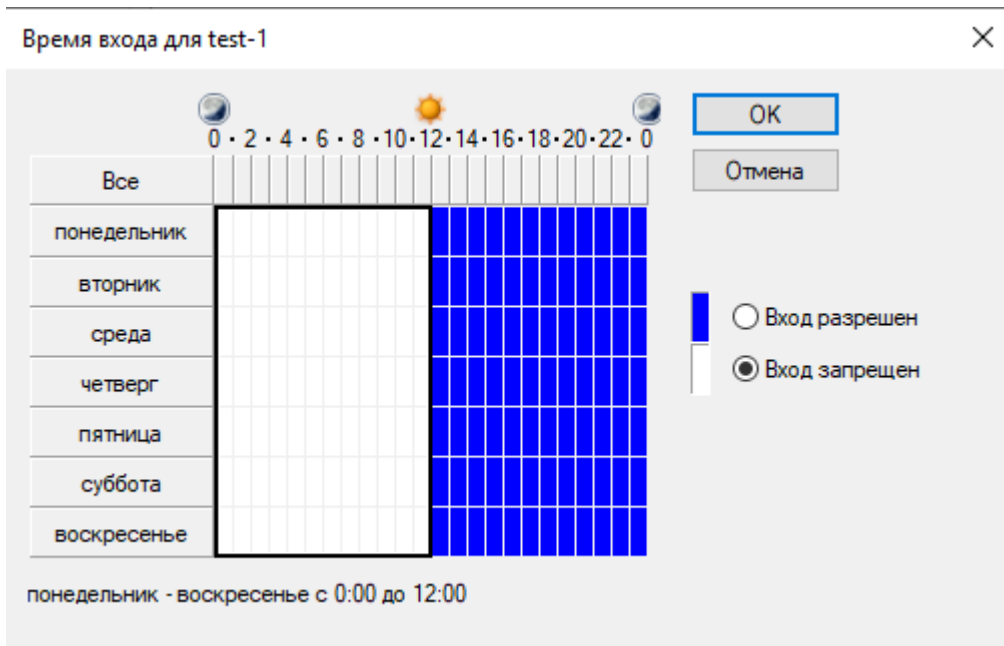 Время входа для test-1
0 · 2 · 4 · 6 · 8 · 10 · 12 · 14 · 16 · 18 · 20 · 22 · 0
OK
Все
Отмена
понедельник
вторник
среда
Вход разрешен
четверг
Вход запрещен
пятница
суббота
воскресенье
понедельник - воскресенье с 0:00 до 12:00